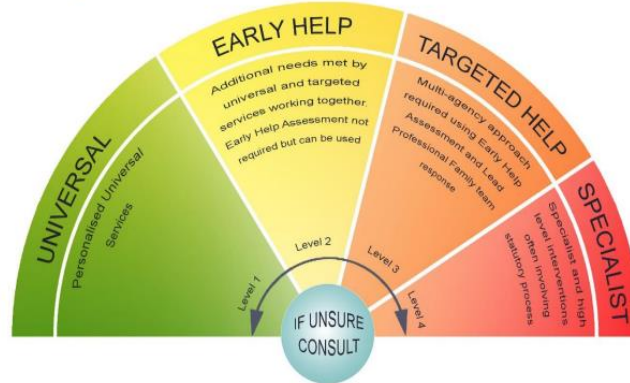 UNIVERSAL
Personalised Universal
Services
Level 1
EARLY HELP
Additional needs met by
universal and targeted
services working together.
Early Help Assessment not
required but can be used
Level 2
TARGETED HELP
Multi-agency approach
required using Early Help
Assessment and Lead
Professional Family team
response
Level 3
SPECIALIST
Specialist and high
level interventions
often involving
statutory process
Level 4
IF UNSURE
CONSULT